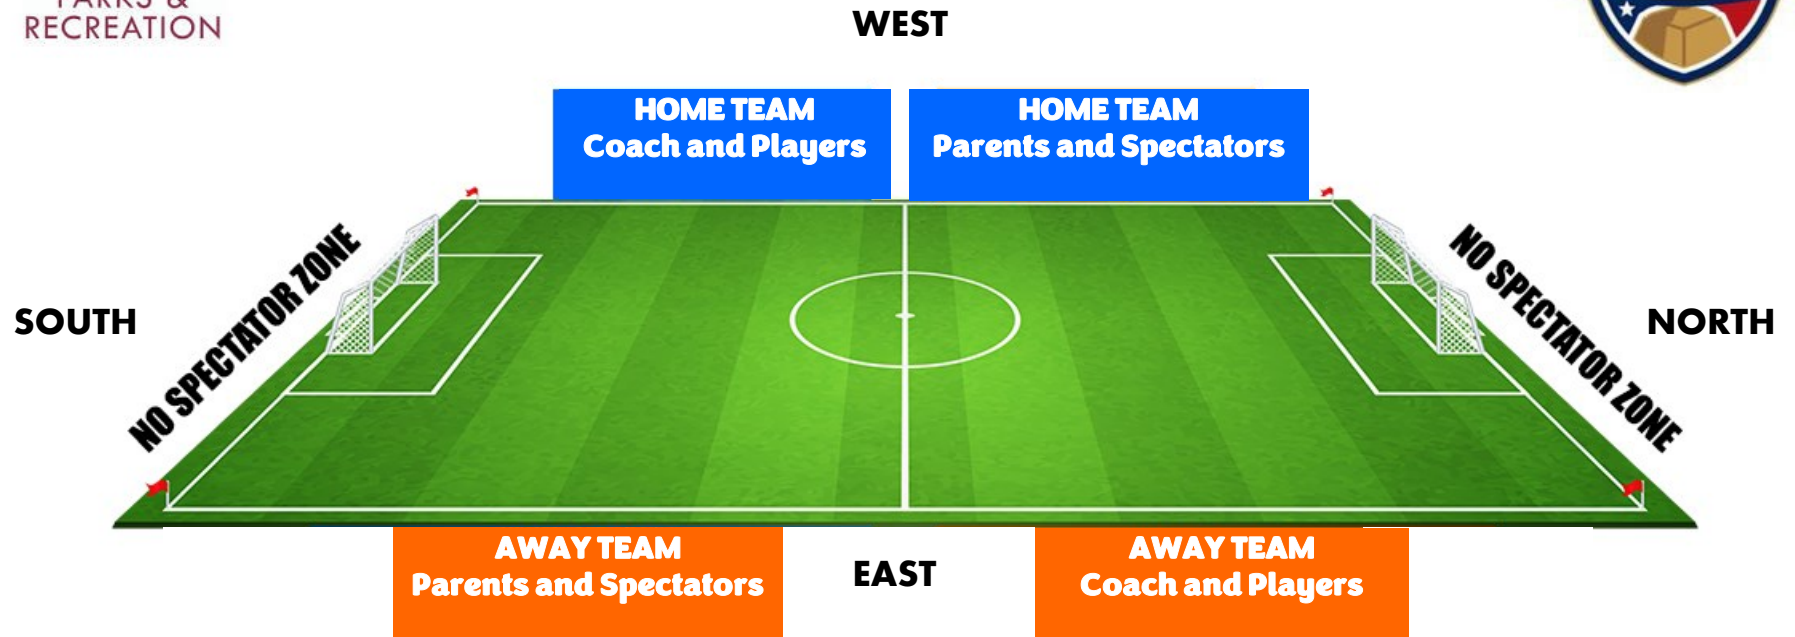 PARKS &
RECREATION
WEST
HOME TEAM
Coach and Players
HOME TEAM
Parents and Spectators
NO SPECTATOR ZONE
NO SPECTATOR ZONE
SOUTH
NORTH
AWAY TEAM
Parents and Spectators
EAST
AWAY TEAM
Coach and Players